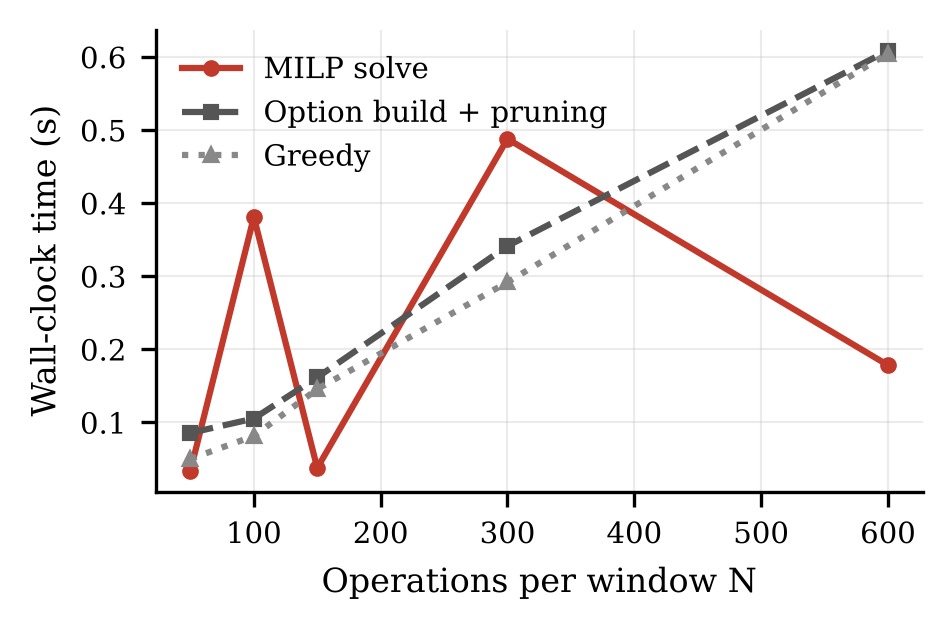 MILP solve
Option build + pruning
Greedy
Wall-clock time (s)
0.6
0.5
0.4
0.3
0.2
0.1
100 200 300 400 500 600
Operations per window N